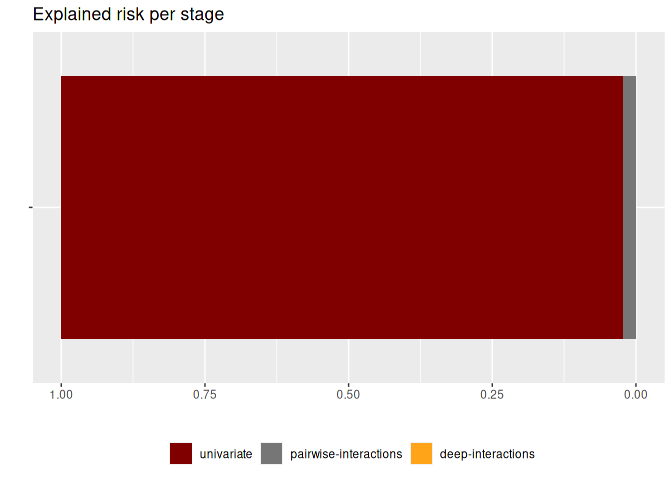 Explained risk per stage
1.00 0.75 0.50 0.25 0.00
univariate pairwise-interactions deep-interactions